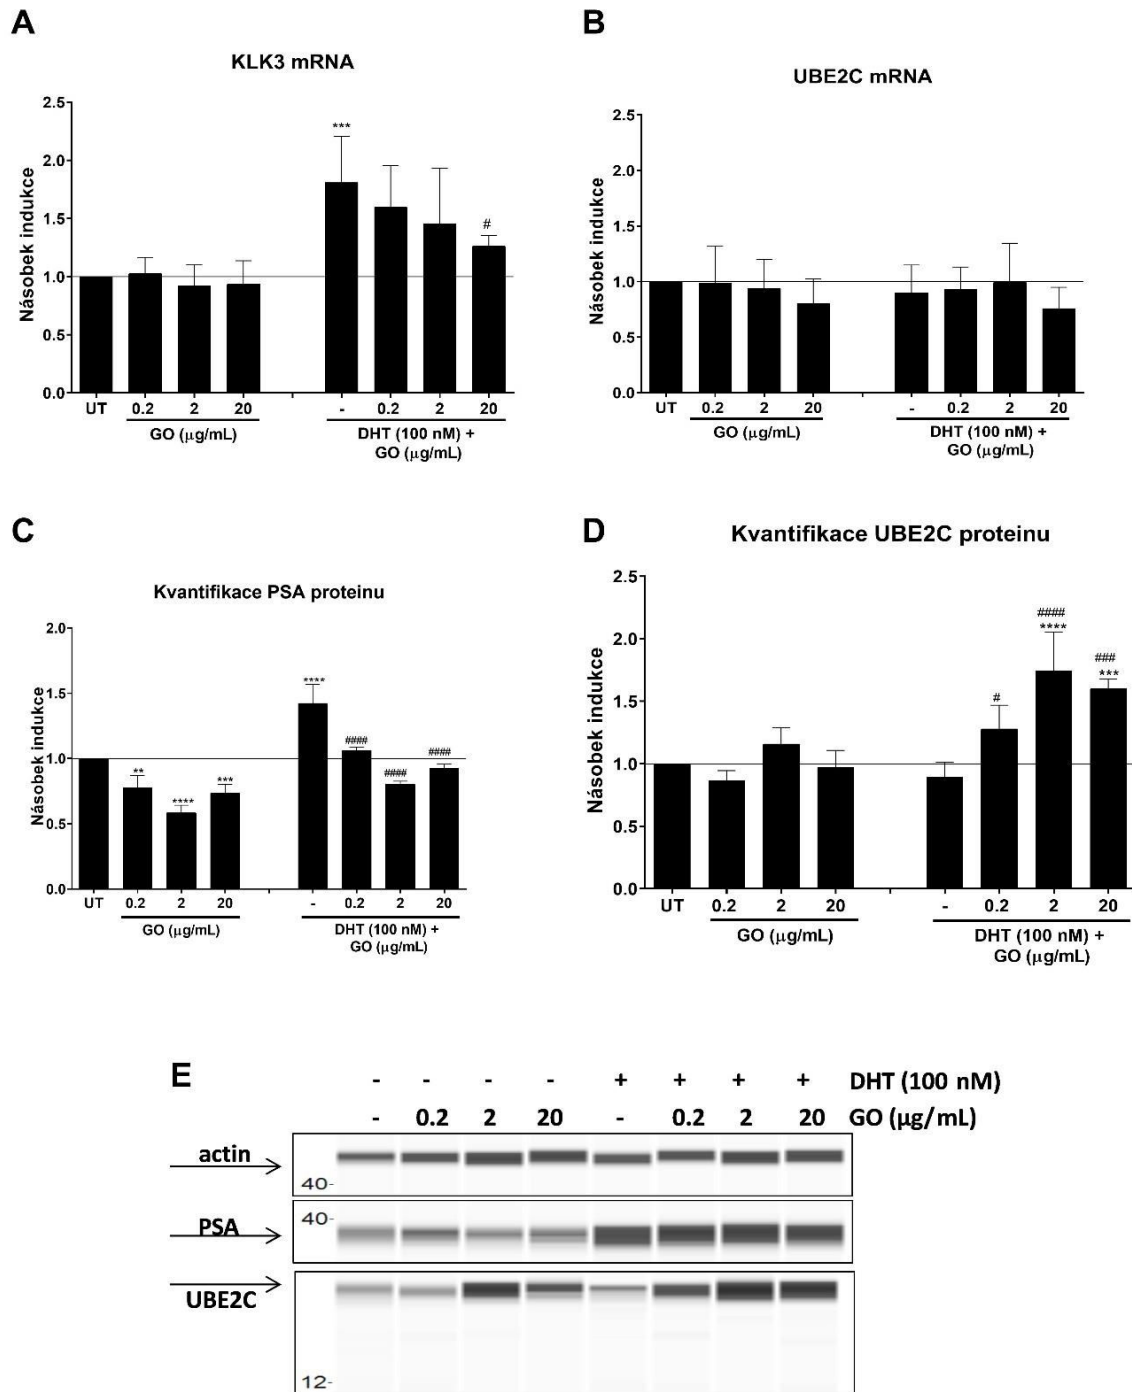 A
KLK3 mRNA
Násobek indukce
2.5
2.0
***
1.5
#
1.0
0.5
0.0
UT 0.2 2 20 - 0.2 2 20
GO (μg/mL) DHT (100 nM) +
GO (μg/mL)
B
UBE2C mRNA
Násobek indukce
2.5
2.0
1.5
1.0
0.5
0.0
UT 0.2 2 20 - 0.2 2 20
GO (μg/mL) DHT (100 nM) +
GO (μg/mL)
C
Kvantifikace PSA proteinu
Násobek indukce
2.0
**** 
1.5
#### #### ####
1.0
** **** ***
0.5
0.0
UT 0.2 2 20 - 0.2 2 20
GO (μg/mL) DHT (100 nM) +
GO (μg/mL)
D
Kvantifikace UBE2C proteinu
Násobek indukce
2.5
####
2.0
****
###
***
#
1.5
1.0
0.5
0.0
UT 0.2 2 20 - 0.2 2 20
GO (μg/mL) DHT (100 nM) +
GO (μg/mL)
E
- - - - + + + + DHT (100 nM)
- 0.2 2 20 - 0.2 2 20 GO (μg/mL)
actin
40-
40-
PSA
UBE2C
12-